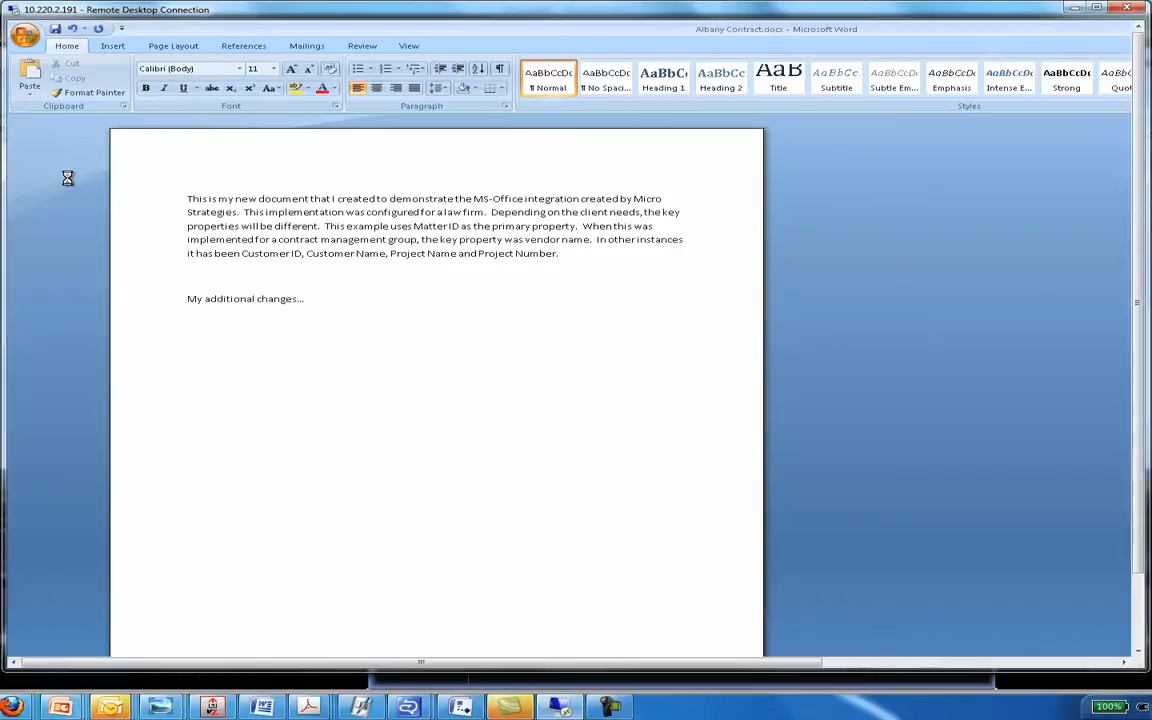 10.220.2.191 - Remote Desktop Connection
Albany Contract.docx - Microsoft Word
Home Insert Page Layout References Mailings Review View
Paste
Cut
Copy
Format Painter
Clipboard
Calibri (Body) 11
Font
Paragraph
AaBbCcDc AaBbCcDc AaBbC AaBbCc AaB AaBbCc. AaBbCcDc AaBbCcDc AaBbCcDc AaBbCcDc AaBbC
¶ Normal ¶ No Spaci... Heading 1 Heading 2 Title Subtitle Subtle Em... Emphasis Intense E... Strong Quot
Styles
This is my new document that I created to demonstrate the MS-Office integration created by Micro
Strategies. This implementation was configured for a law firm. Depending on the client needs, the key
properties will be different. This example uses Matter ID as the primary property. When this was
implemented for a contract management group, the key property was vendor name. In other instances
it has been Customer ID, Customer Name, Project Name and Project Number.
My additional changes...
100%